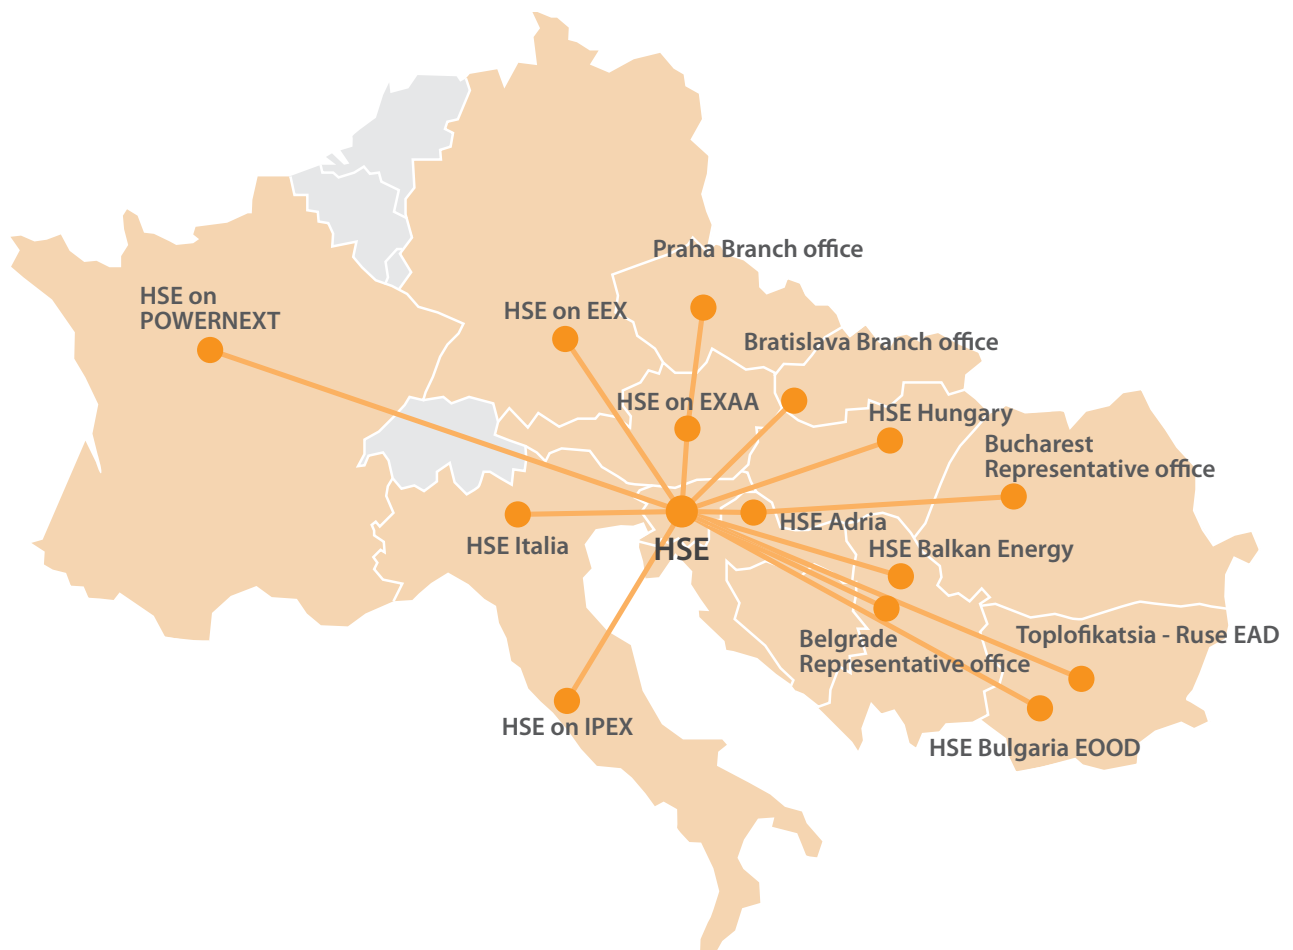 Praha Branch office
HSE on
POWERNEXT
HSE on EEX
Bratislava Branch office
HSE on EXAA
HSE Hungary
Bucharest
Representative office
HSE Adria
HSE Italia
HSE
HSE Balkan Energy
Belgrade
Representative office
Toplofikatsia - Ruse EAD
HSE on IPEX
HSE Bulgaria EOOD